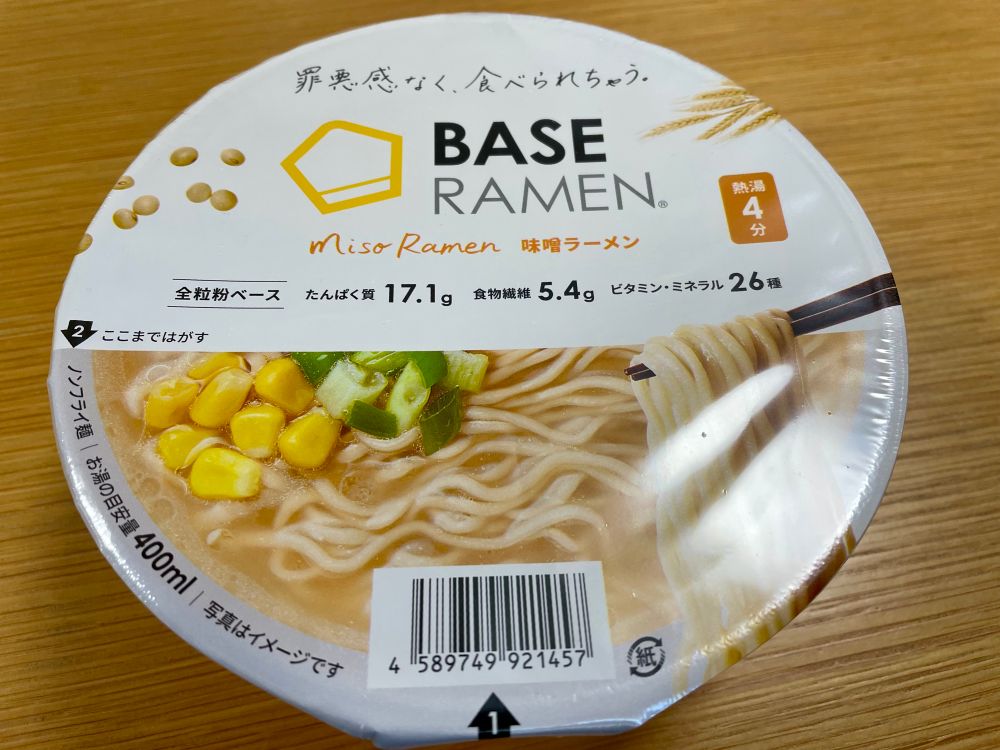 罪悪感なく、食べられちゃう。
BASE
RAMEN®
熱湯
4
分
Miso Ramen 味噌ラーメン
全粒粉ベース たんぱく質 17.1g 食物繊維 5.4g ビタミン・ミネラル 26種
2 ここまではがす
ノンフライ麺 | お湯の目安量 400ml | 写真はイメージです
4 589749 921457
紙
1